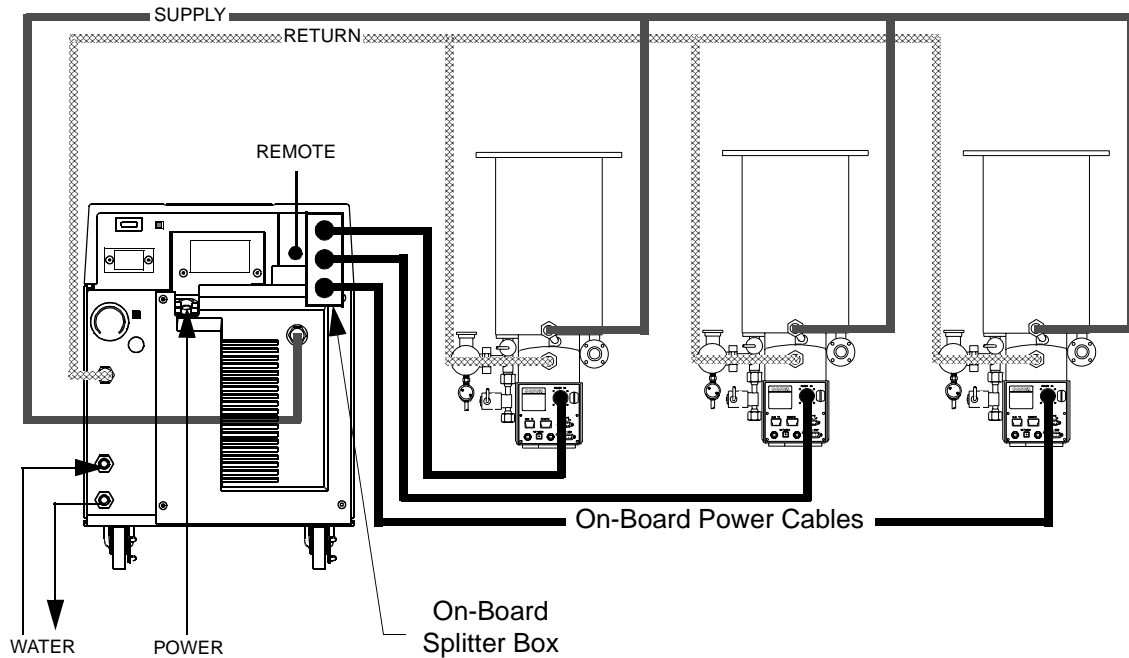 SUPPLY
RETURN
REMOTE
On-Board Power Cables
On-Board
Splitter Box
WATER
POWER